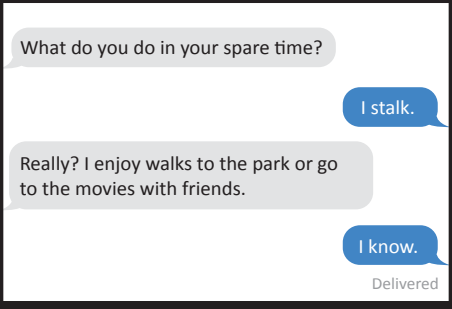 What do you do in your spare time?
I stalk.
Really? I enjoy walks to the park or go
to the movies with friends.
I know.
Delivered